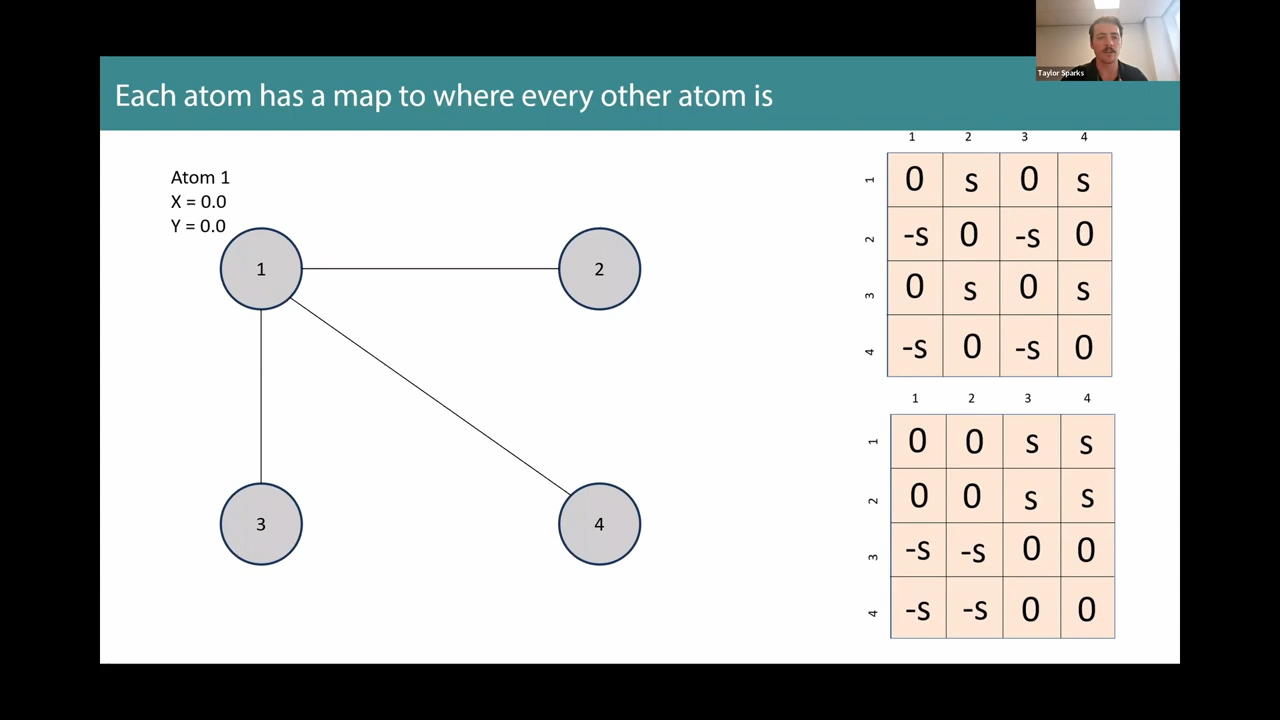 Taylor Sparks
Each atom has a map to where every other atom is
Atom 1
X = 0.0
Y = 0.0
1
2
3
4
1 2 3 4
1 0 s 0 s
2 -s 0 -s 0
3 0 s 0 s
4 -s 0 -s 0
1 2 3 4
1 0 0 s s
2 0 0 s s
3 -s -s 0 0
4 -s -s 0 0